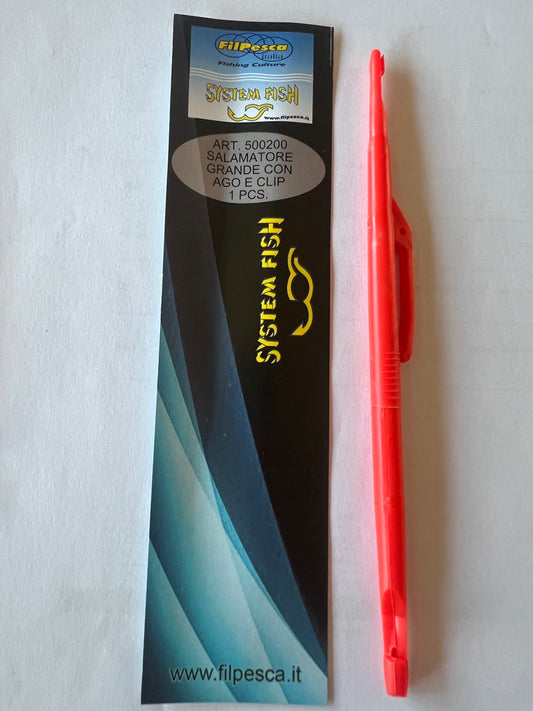 FilPesca
italia
Fishing Culture
SYSTEM FISH
www.filpesca.it
ART. 500200
SALAMATORE
GRANDE CON
AGO E CLIP
1 PCS.
SYSTEM FISH
www.filpesca.it